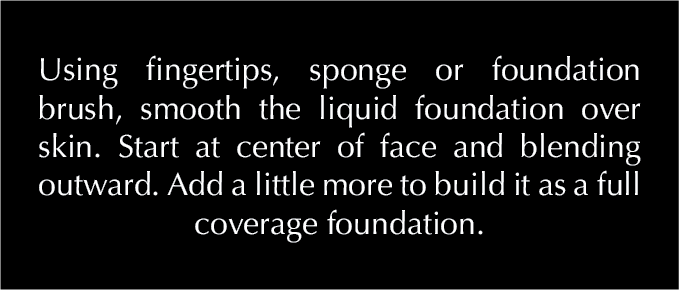 Using fingertips, sponge or foundation
brush, smooth the liquid foundation over
skin. Start at center of face and blending
outward. Add a little more to build it as a full
coverage foundation.